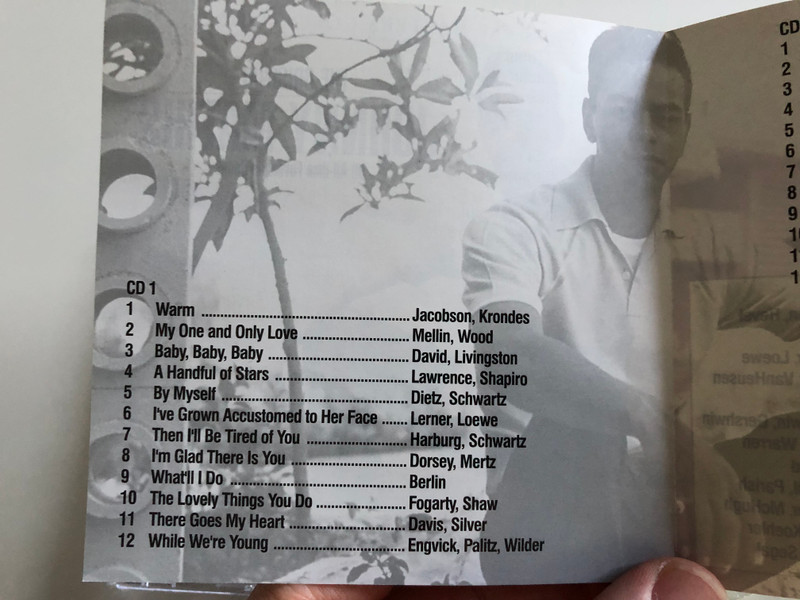 CD 1
1 Warm ........................................................ Jacobson, Krondes
2 My One and Only Love ............................. Mellin, Wood
3 Baby, Baby, Baby ...................................... David, Livingston
4 A Handful of Stars .................................... Lawrence, Shapiro
5 By Myself .................................................. Dietz, Schwartz
6 I've Grown Accustomed to Her Face ....... Lerner, Loewe
7 Then I'll Be Tired of You ........................... Harburg, Schwartz
8 I'm Glad There Is You ............................... Dorsey, Mertz
9 What'll I Do ............................................... Berlin
10 The Lovely Things You Do ........................ Fogarty, Shaw
11 There Goes My Heart ............................... Davis, Silver
12 While We're Young ................................... Engvick, Palitz, Wilder
CD
1
2
3
4
5
6
7
8
9